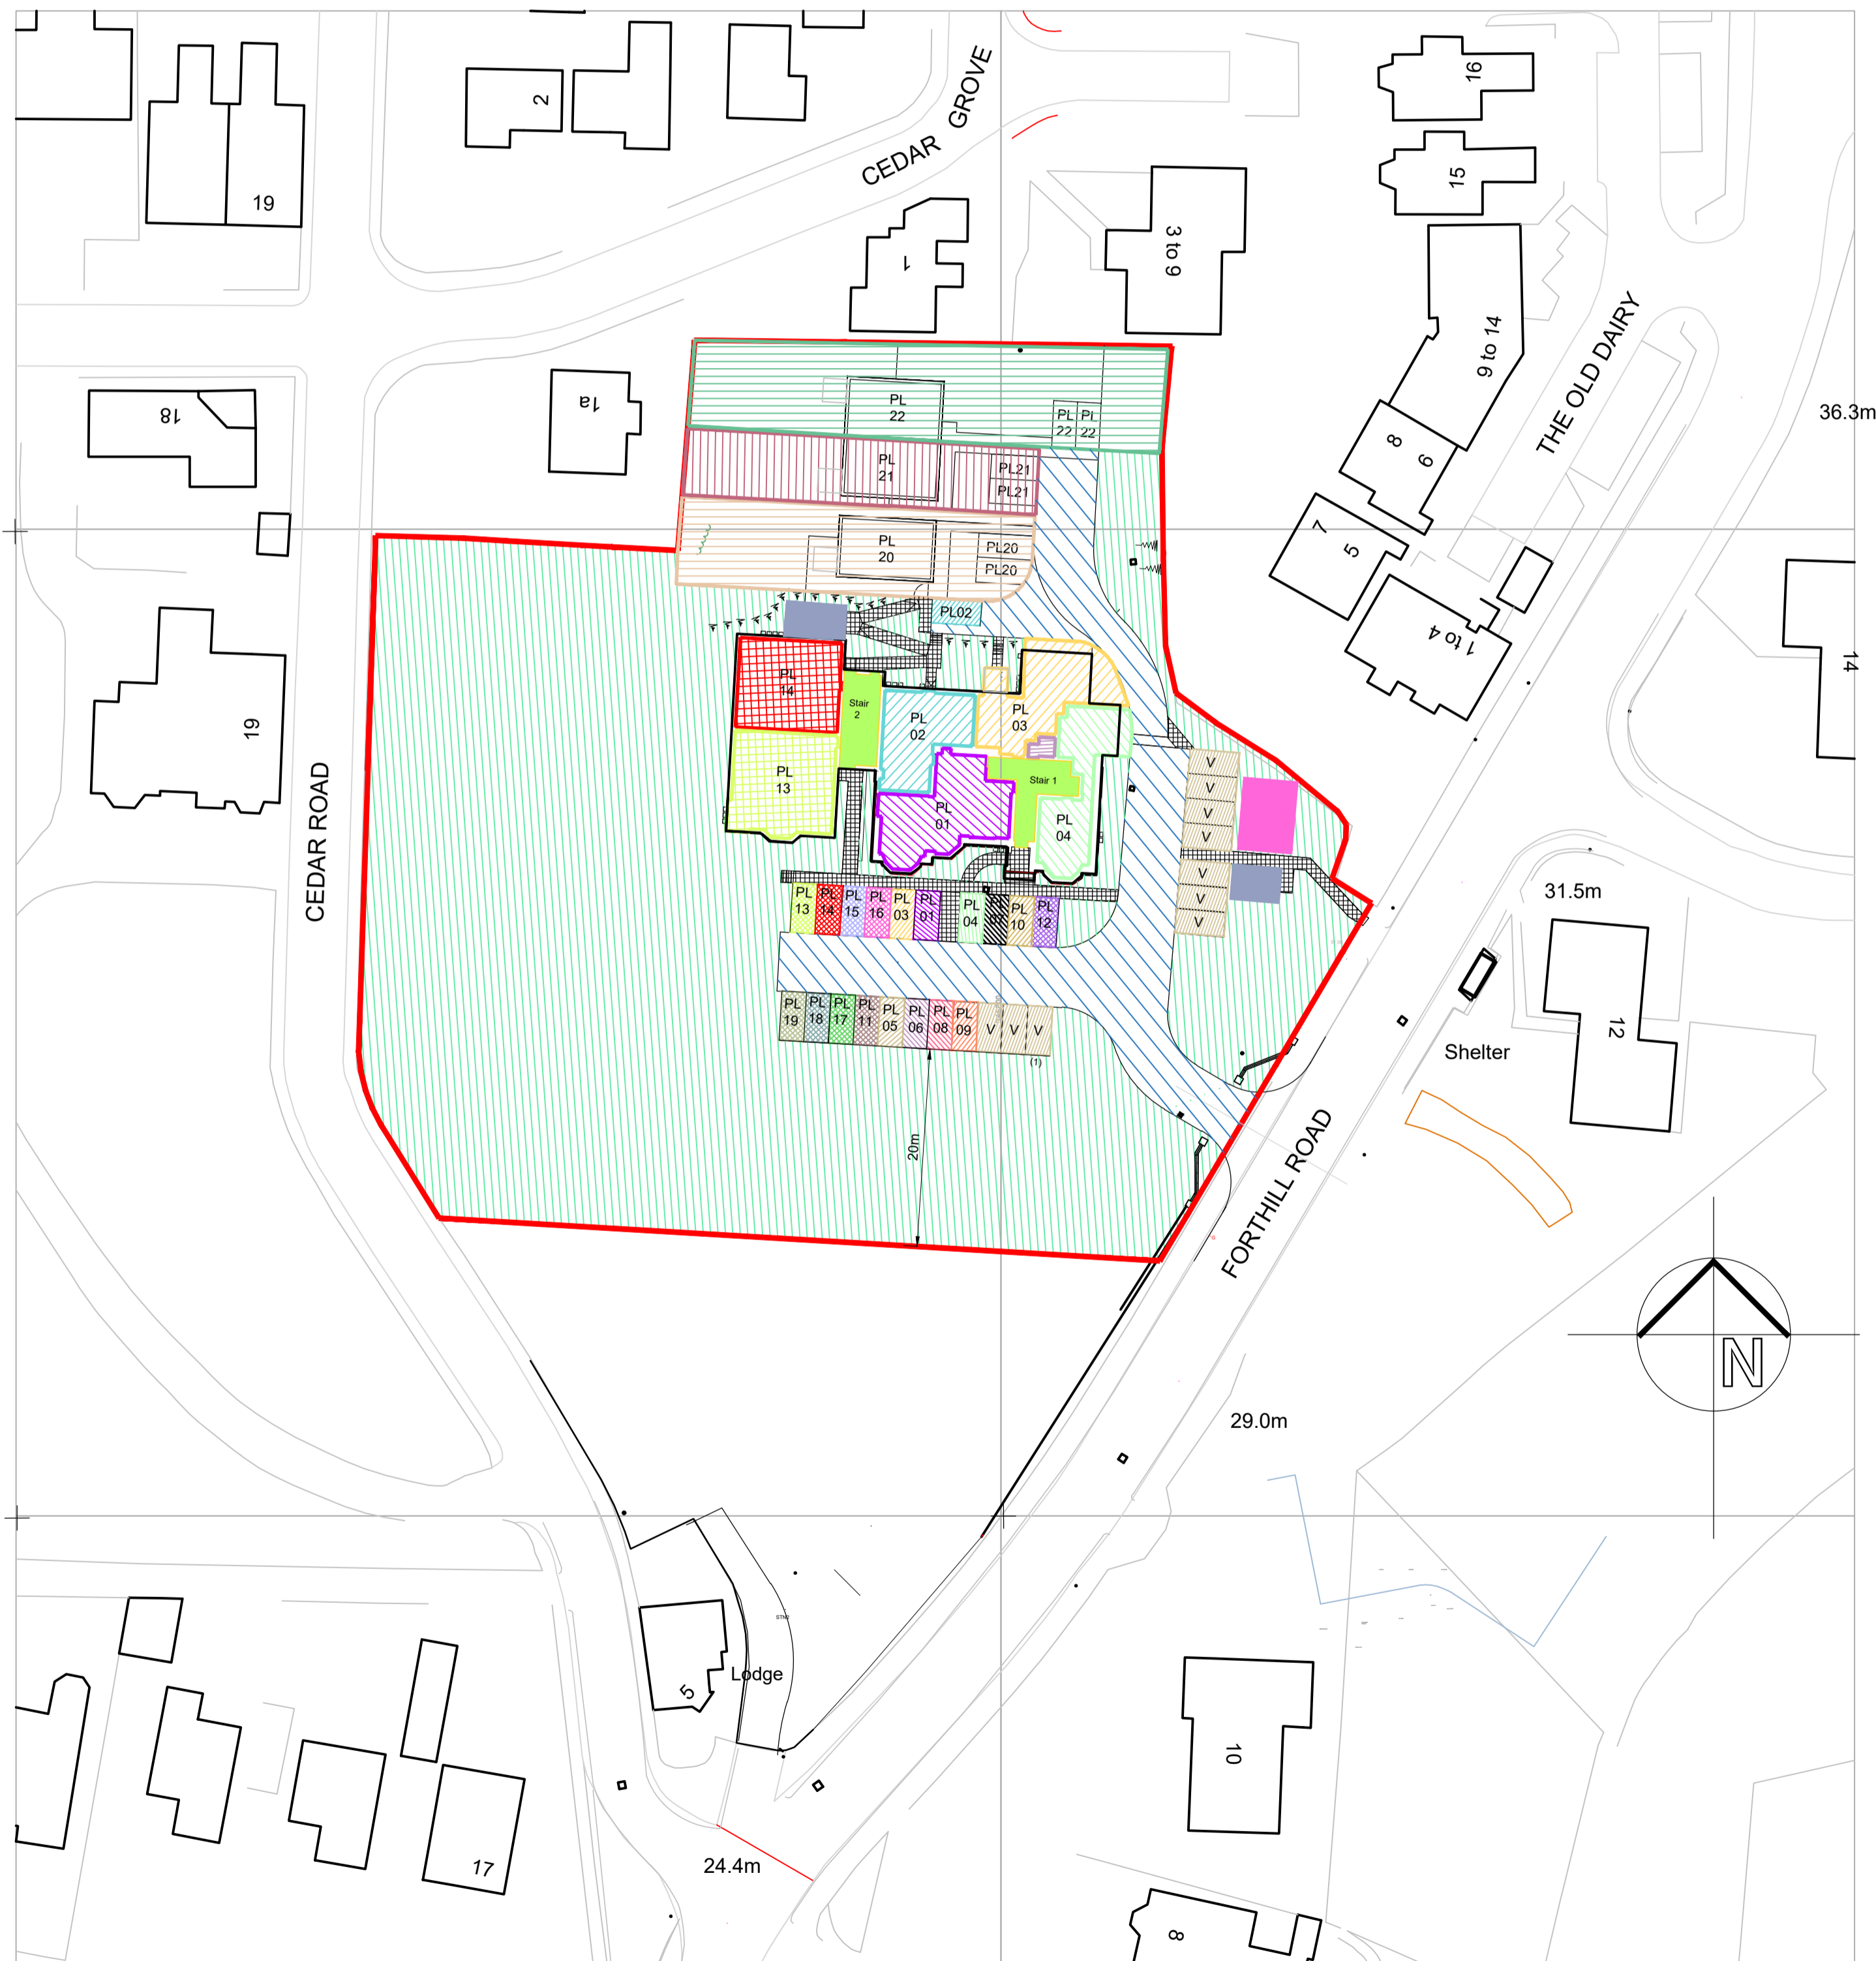 CEDAR GROVE
16
2
15
19
3 to 9
1
THE OLD DAIRY
9 to 14
36.3m
18
1a
PL
22
PL
22
PL
22
8
6
PL
21
PL21
PL21
7
5
PL
20
PL20
PL20
PL02
1 to 4
14
PL
14
Stair
2
PL
02
PL
03
19
CEDAR ROAD
PL
13
Stair 1
PL
01
PL
04
V
V
V
V
V
V
V
PL
13
PL
14
PL
15
PL
16
PL
03
PL
01
PL
04
PL
07
PL
10
PL
12
31.5m
PL
19
PL
18
PL
17
PL
11
PL
05
PL
06
PL
08
PL
09
V
V
V
(1)
12
Shelter
20m
FORTHILL ROAD
N
29.0m
STN2
Lodge
5
10
17
24.4m
8